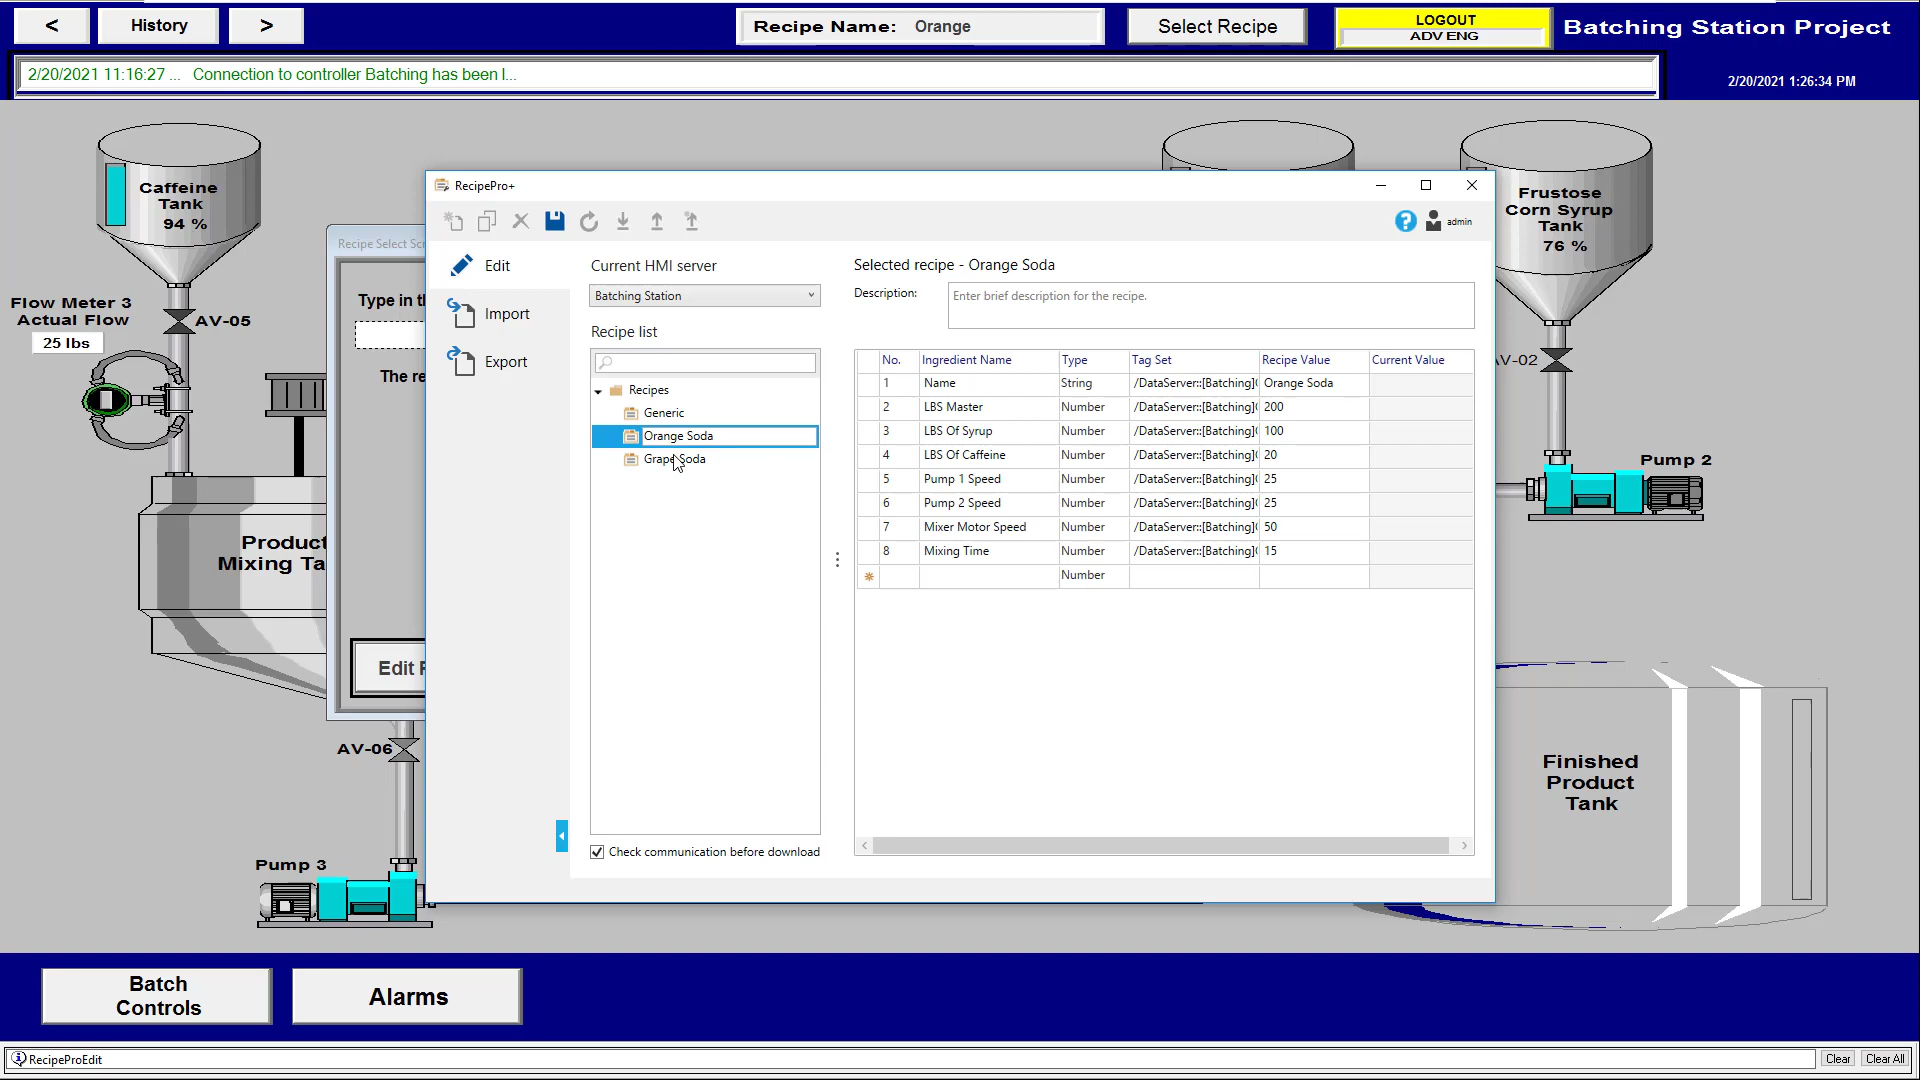 <
History
>
Recipe Name: Orange
Select Recipe
LOGOUT
ADV ENG
Batching Station Project
2/20/2021 11:16:27 ... Connection to controller Batching has been l...
2/20/2021 1:26:34 PM
Caffeine
Tank
94 %
Flow Meter 3
Actual Flow
25 lbs
AV-05
Product
Mixing Ta
AV-06
Pump 3
Recipe Select Scr
Type in th
The re
Edit
RecipePro+
admin
Edit
Import
Export
Current HMI server
Batching Station
Recipe list
Recipes
Generic
Orange Soda
Grape Soda
Check communication before download
Selected recipe - Orange Soda
Description: Enter brief description for the recipe.
No. Ingredient Name Type Tag Set Recipe Value Current Value
1 Name String /DataServer::[Batching] Orange Soda
2 LBS Master Number /DataServer::[Batching] 200
3 LBS Of Syrup Number /DataServer::[Batching] 100
4 LBS Of Caffeine Number /DataServer::[Batching] 20
5 Pump 1 Speed Number /DataServer::[Batching] 25
6 Pump 2 Speed Number /DataServer::[Batching] 25
7 Mixer Motor Speed Number /DataServer::[Batching] 50
8 Mixing Time Number /DataServer::[Batching] 15
Number
Frustose
Corn Syrup
Tank
76 %
AV-02
Pump 2
Finished
Product
Tank
Batch
Controls
Alarms
RecipeProEdit
Clear
Clear All